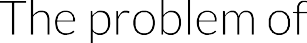 The problem of